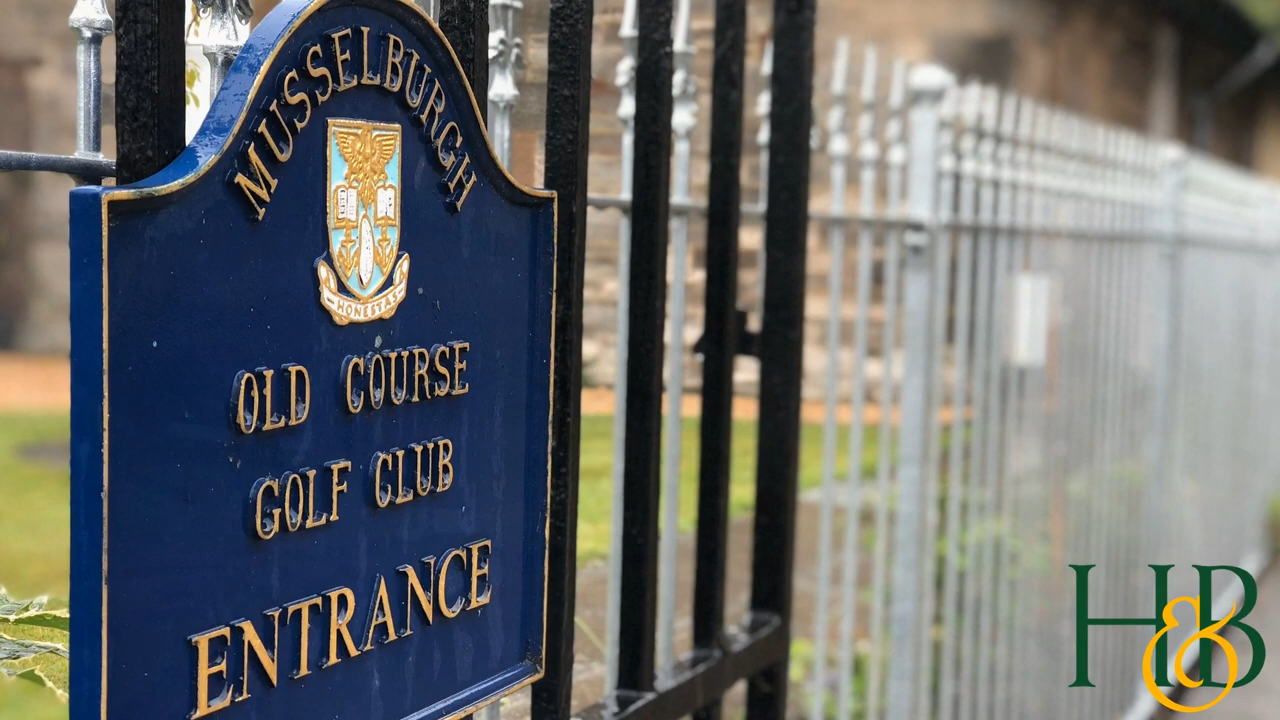 MUSSELBURGH
HONESTAS
OLD COURSE
GOLF CLUB
ENTRANCE
H&B